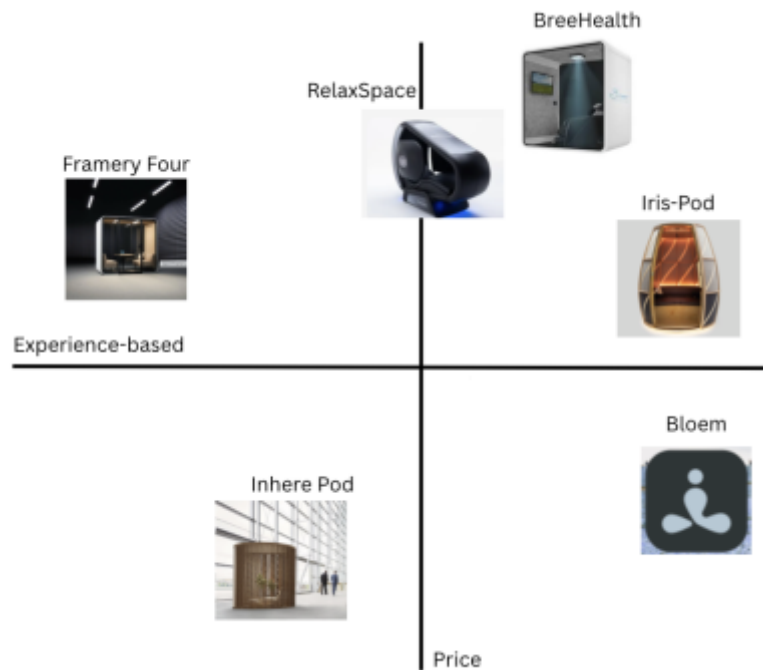 BreeHealth
RelaxSpace
Framery Four
Iris-Pod
Experience-based
Bloem
Inhere Pod
Price